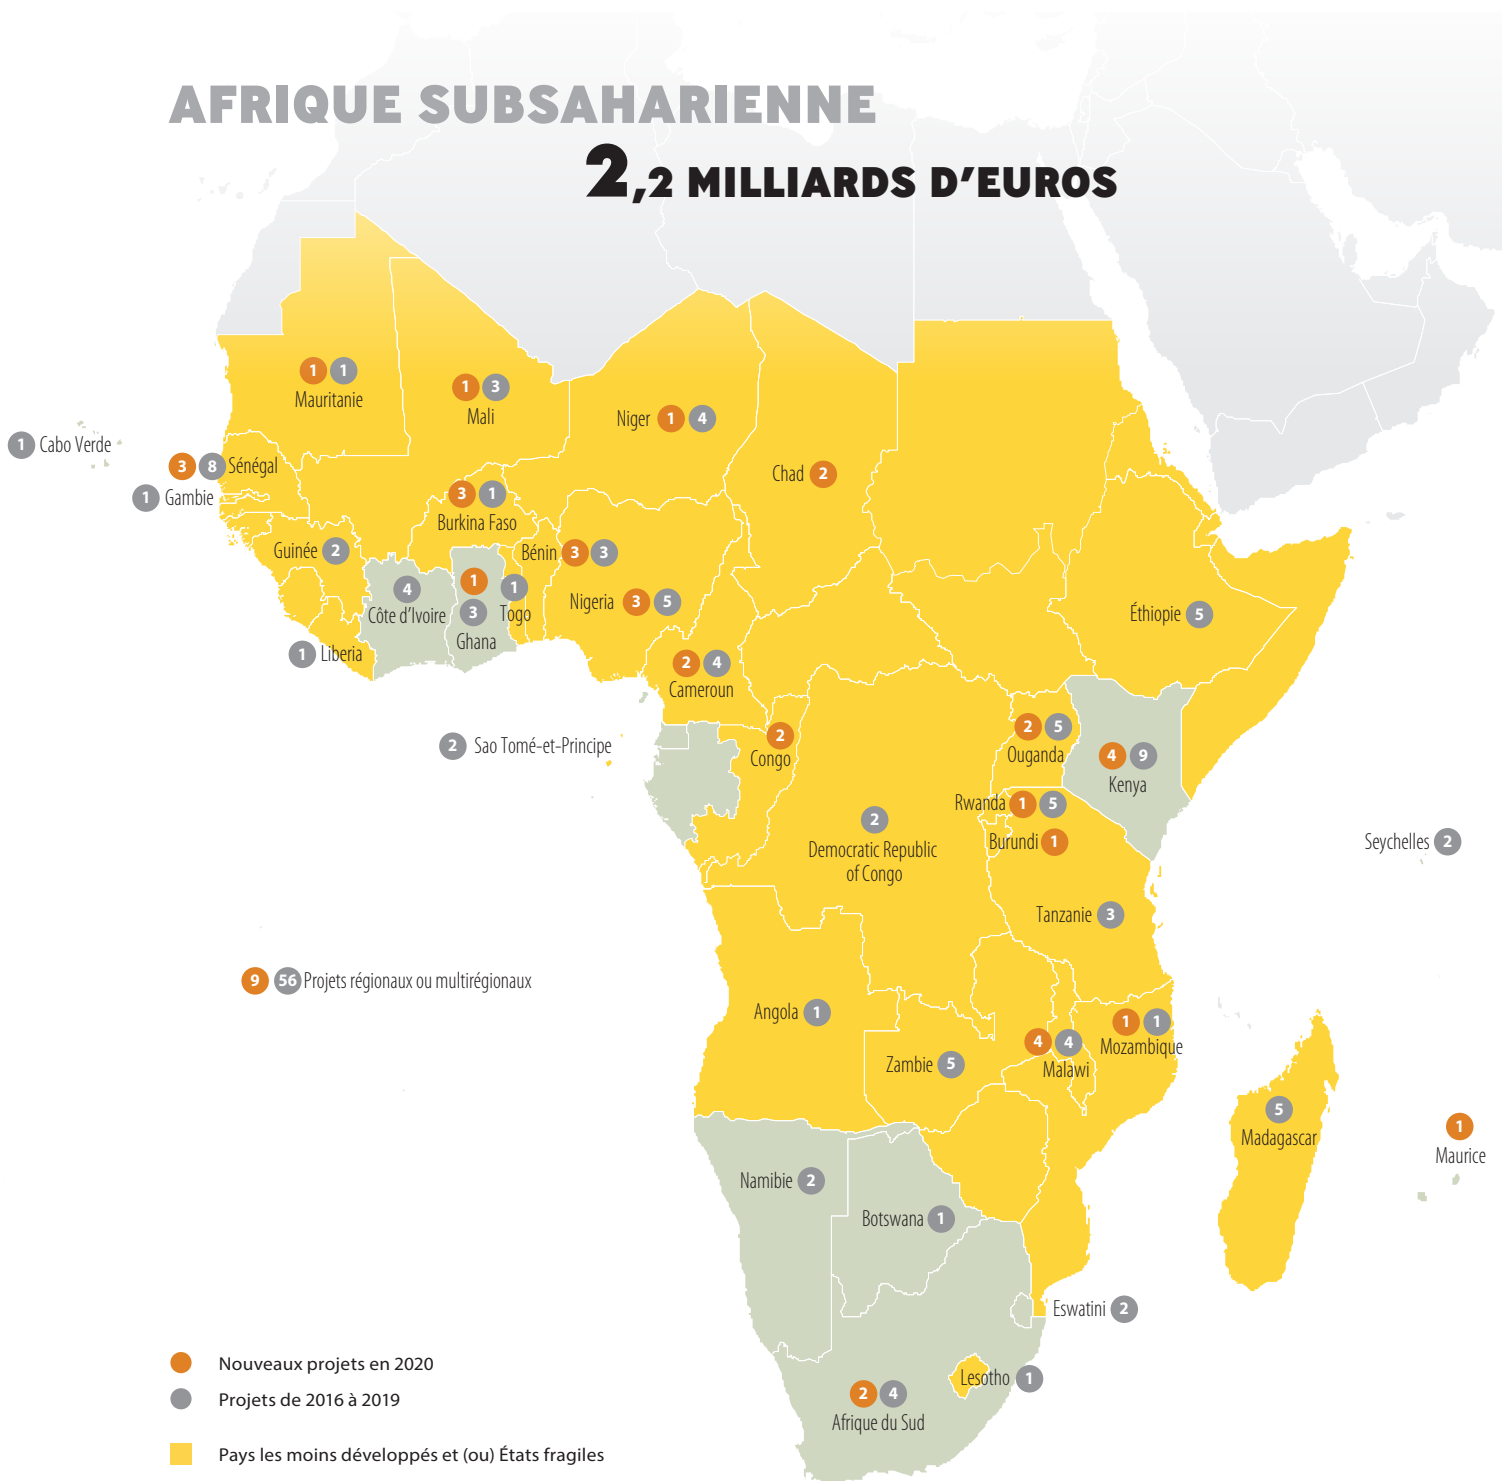 AFRIQUE SUBSAHARIENNE
2,2 MILLIARDS D’EUROS
1 1
Mauritanie
1 3
Mali
Niger 1 4
Chad 2
1 Cabo Verde
3 8 Sénégal
1 Gambie
3 1
Burkina Faso
Guinée 2
Bénin 3 3
4
Côte d’Ivoire
1
3
Ghana
1
Togo
Nigeria 3 5
Éthiopie 5
1 Liberia
2 4
Cameroun
2 Sao Tomé-et-Principe
2
Congo
2 5
Ouganda
4 9
Kenya
Rwanda 1 5
Burundi 1
2
Democratic Republic
of Congo
Seychelles 2
Tanzanie 3
9 56 Projets régionaux ou multirégionaux
Angola 1
1 1
Mozambique
4 4
Malawi
Zambie 5
5
Madagascar
1
Maurice
Namibie 2
Botswana 1
Eswatini 2
Lesotho 1
2 4
Afrique du Sud
Nouveaux projets en 2020
Projets de 2016 à 2019
Pays les moins développés et (ou) États fragiles